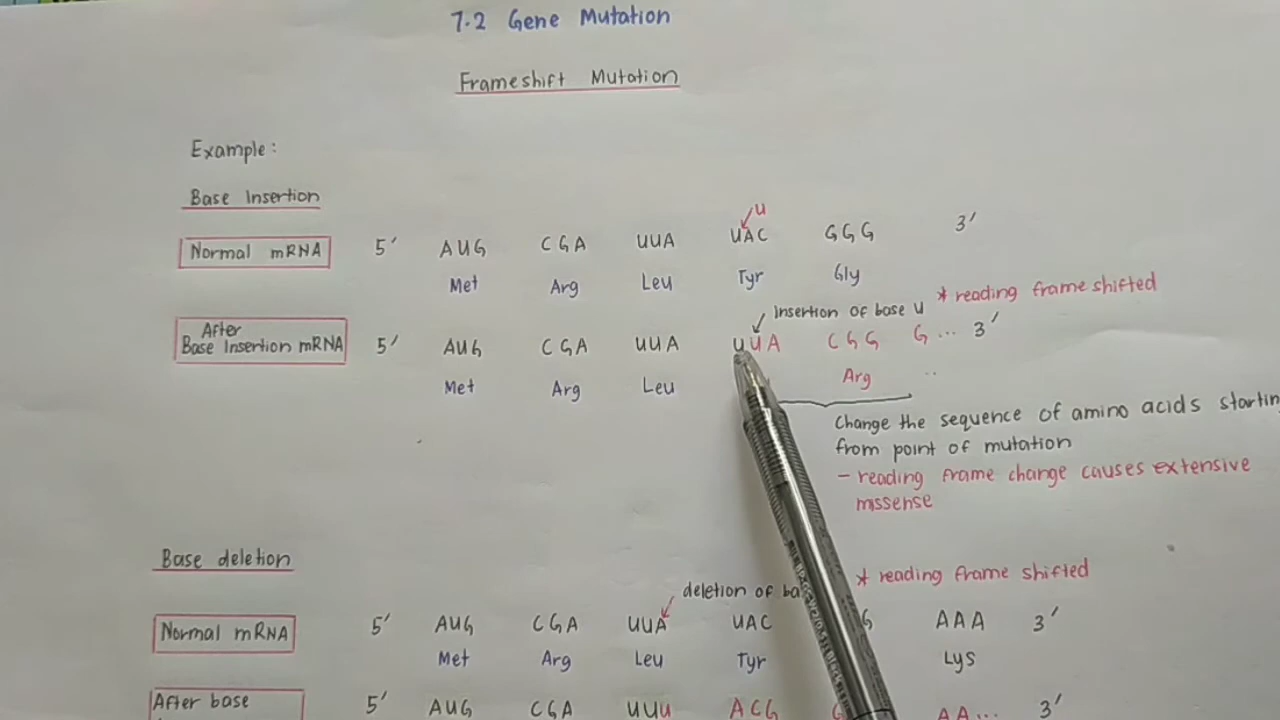 7.2 Gene Mutation
Frameshift Mutation
Example:
Base Insertion
U
Normal mRNA 5' AUG CGA UUA UAC GGG 3'
Met Arg Leu Tyr Gly
Insertion of base U * reading frame shifted
After
Base Insertion mRNA 5' AUG CGA UUA UUA CGG G... 3'
Met Arg Leu Arg ..
Change the sequence of amino acids startin
from point of mutation
- reading frame change causes extensive
missense
Base deletion
deletion of * reading frame shifted
Normal mRNA 5' AUG CGA UUA UAC AAA 3'
Met Arg Leu Tyr Lys
After base 5' AUG CGA UUU ACG AA... 3'